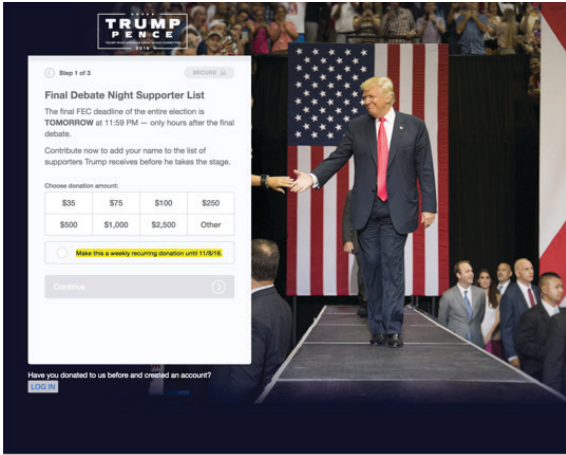 TRUMP
PENCE
2016
Step 1 of 3
SECURE
Final Debate Night Supporter List
The final FEC deadline of the entire election is
TOMORROW at 11:59 PM — only hours after the final
debate.
Contribute now to add your name to the list of
supporters Trump receives before he takes the stage.
Choose donation amount:
$35 $75 $100 $250
$500 $1,000 $2,500 Other
Make this a weekly recurring donation until 11/8/16.
Continue
Have you donated to us before and created an account?
LOG IN